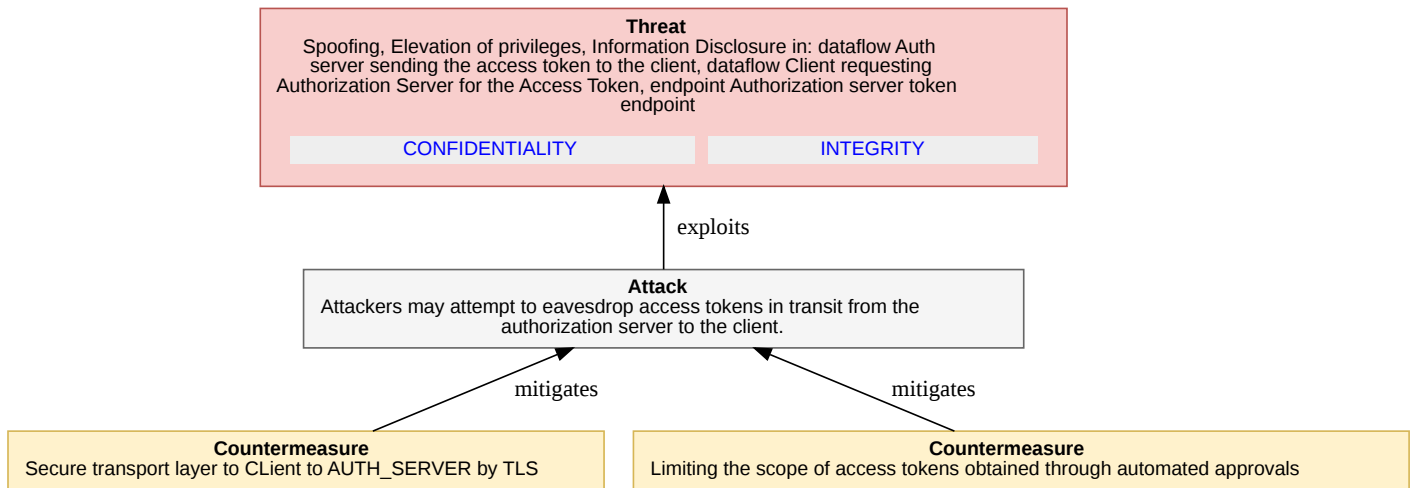 Threat
Spoofing, Elevation of privileges, Information Disclosure in: dataflow Auth
server sending the access token to the client, dataflow Client requesting
Authorization Server for the Access Token, endpoint Authorization server token
endpoint
CONFIDENTIALITY
INTEGRITY
exploits
Attack
Attackers may attempt to eavesdrop access tokens in transit from the
authorization server to the client.
mitigates
mitigates
Countermeasure
Secure transport layer to CLient to AUTH_SERVER by TLS
Countermeasure
Limiting the scope of access tokens obtained through automated approvals